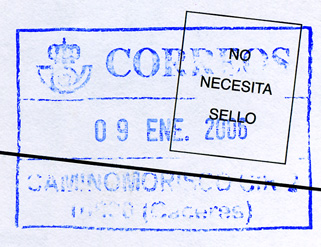 CORREOS
NO
NECESITA
SELLO
09 ENE. 2006
CAMINOMORISCO
(Caceres)